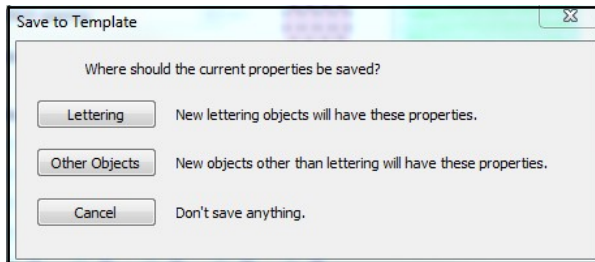 Save to Template
Where should the current properties be saved?
Lettering New lettering objects will have these properties.
Other Objects New objects other than lettering will have these properties.
Cancel Don't save anything.